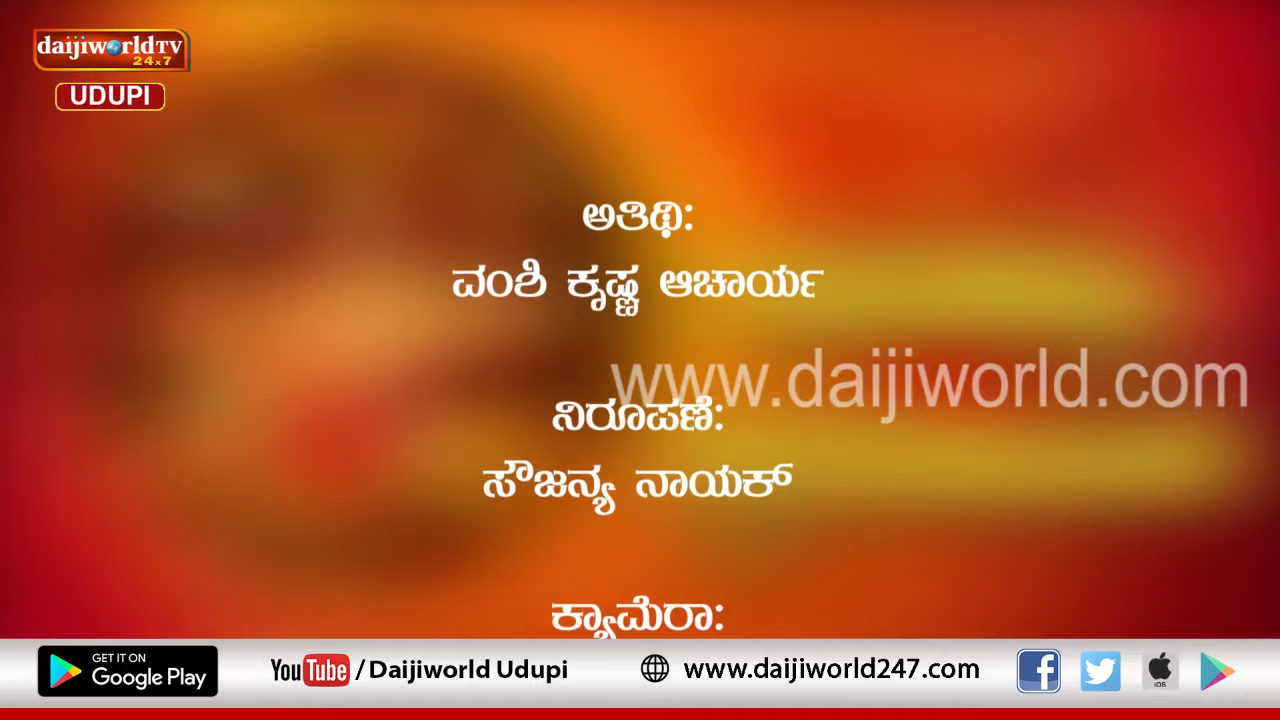 daijiworldTV
24x7
UDUPI
ಅತಿಥಿ:
ವಂಶಿ ಕೃಷ್ಣ ಆಚಾರ್ಯ
www.daijiworld.com
ನಿರೂಪಣೆ:
ಸೌಜನ್ಯ ನಾಯಕ್
ಕ್ಯಾಮೆರಾ:
GET IT ON
Google Play
YouTube / Daijiworld Udupi
www.daijiworld247.com
iOS